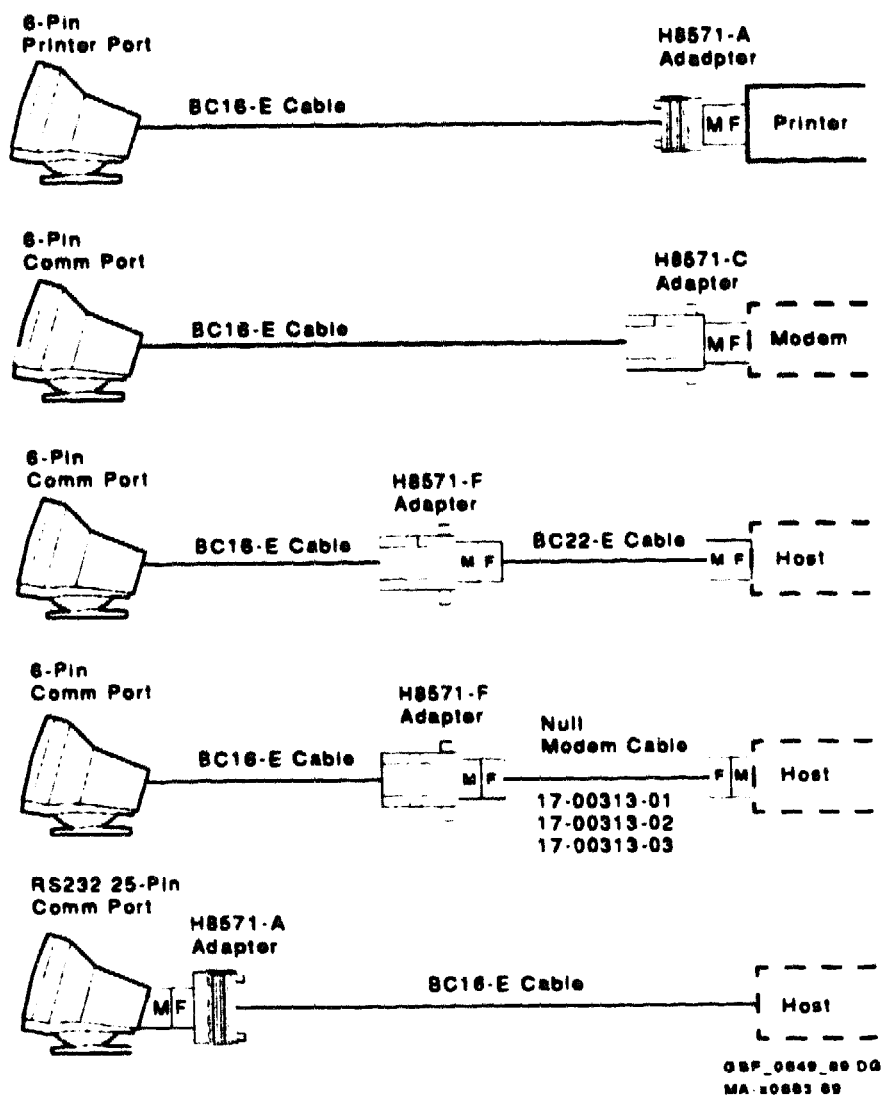 6-Pin
Printer Port
H8571-A
Adadpter
BC16-E Cable
M F
Printer
6-Pin
Comm Port
H8571-C
Adapter
BC16-E Cable
M F
Modem
6-Pin
Comm Port
H8571-F
Adapter
BC16-E Cable
M F
BC22-E Cable
M F
Host
6-Pin
Comm Port
H8571-F
Adapter
BC16-E Cable
M F
Null
Modem Cable
17-00313-01
17-00313-02
17-00313-03
F M
Host
RS232 25-Pin
Comm Port
H8571-A
Adapter
M F
BC16-E Cable
Host